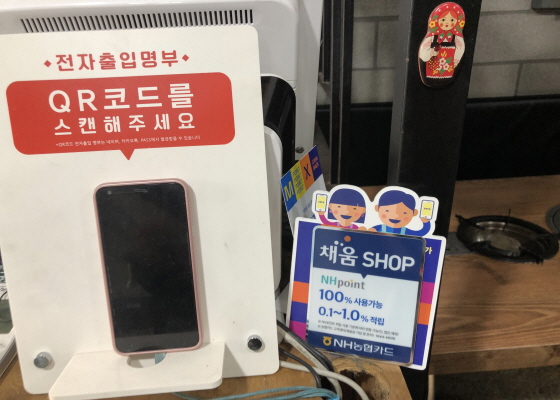 전자출입명부
QR코드를
스캔해주세요
채움 SHOP
NHpoint
100% 사용가능
0.1~1.0% 적립
NH농협카드